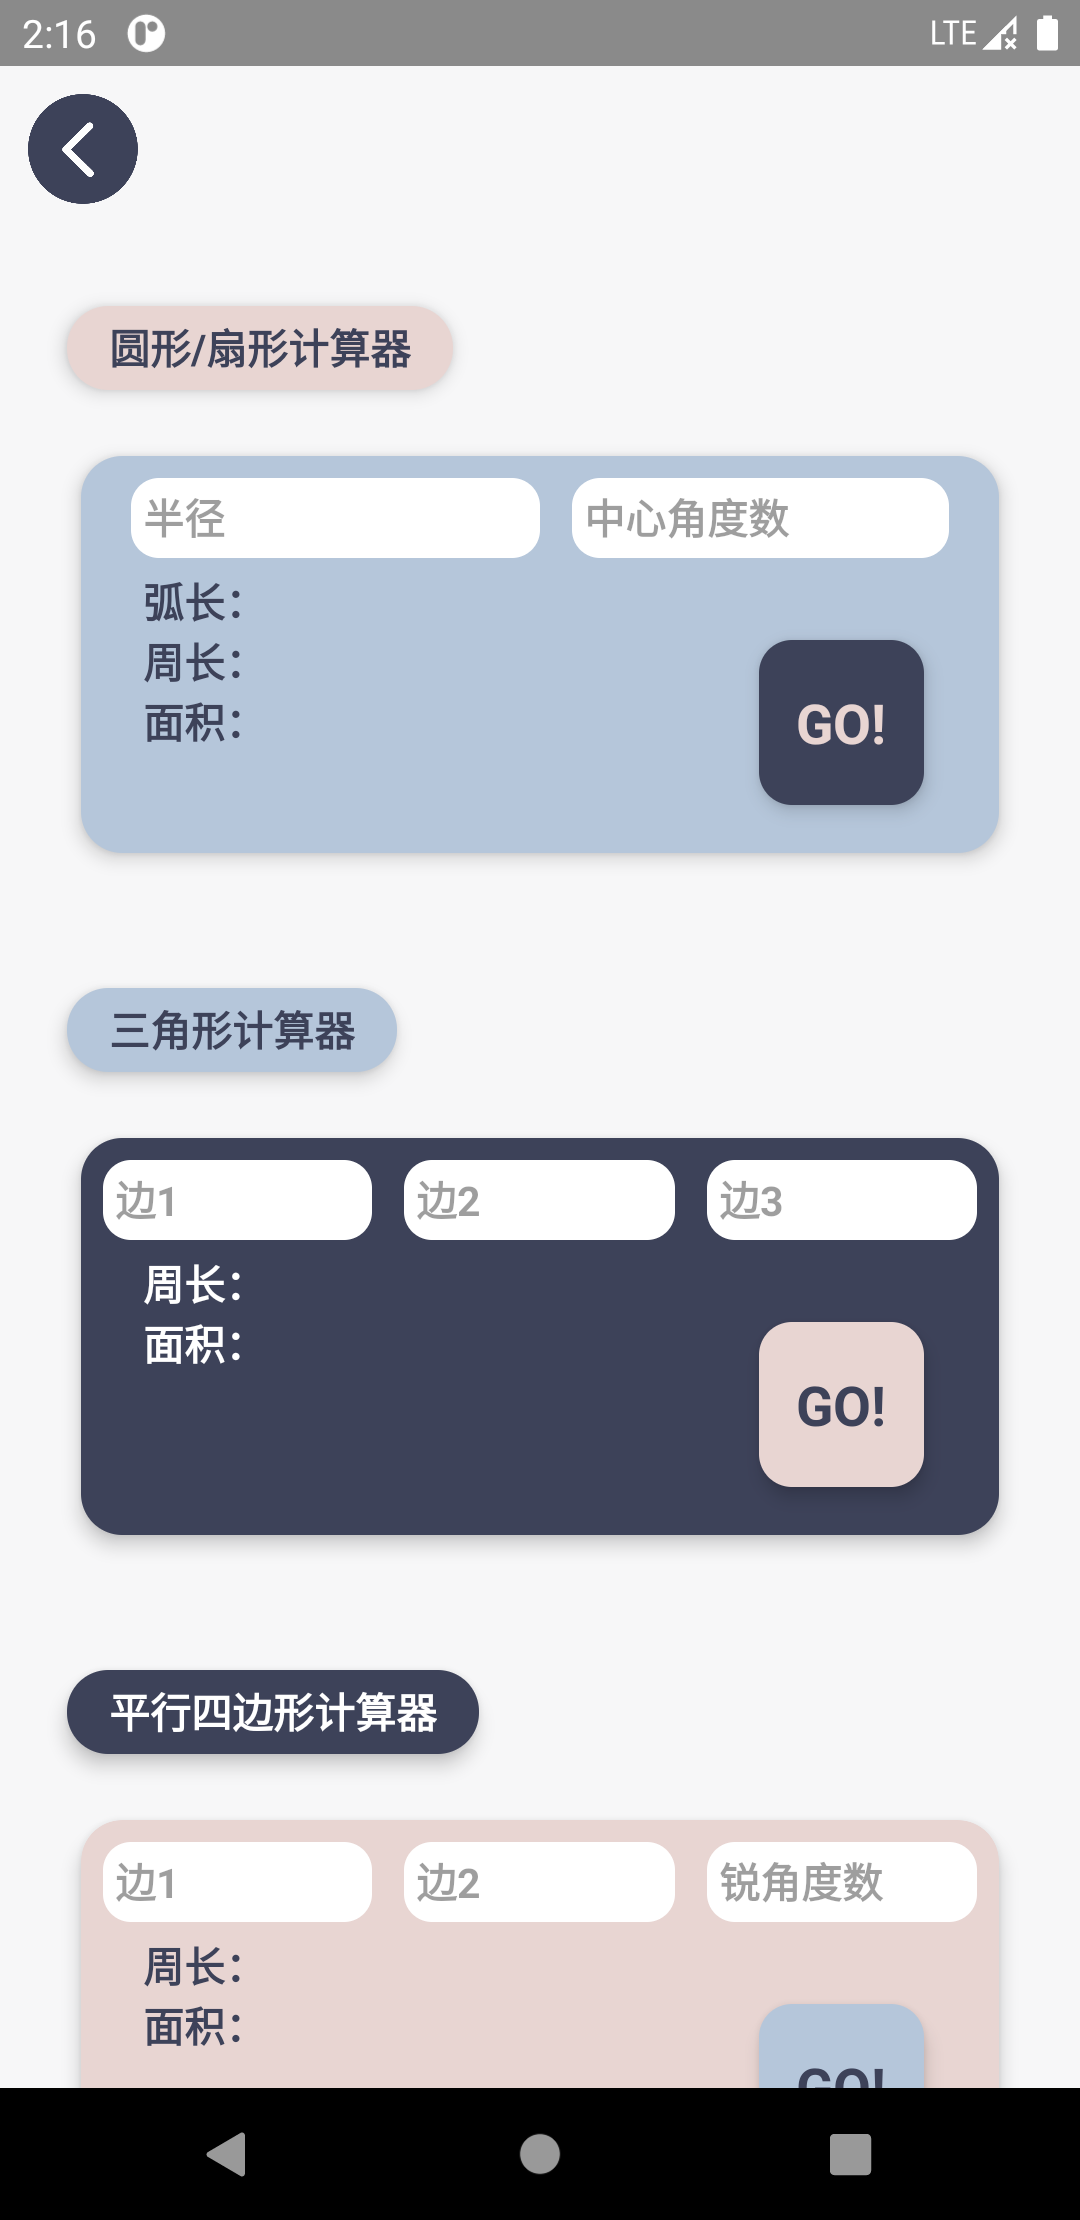 2:16 LTE
圆形/扇形计算器
半径 中心角度数
弧长：
周长：
面积：
GO!
三角形计算器
边1 边2 边3
周长：
面积：
GO!
平行四边形计算器
边1 边2 锐角度数
周长：
面积：
GO!